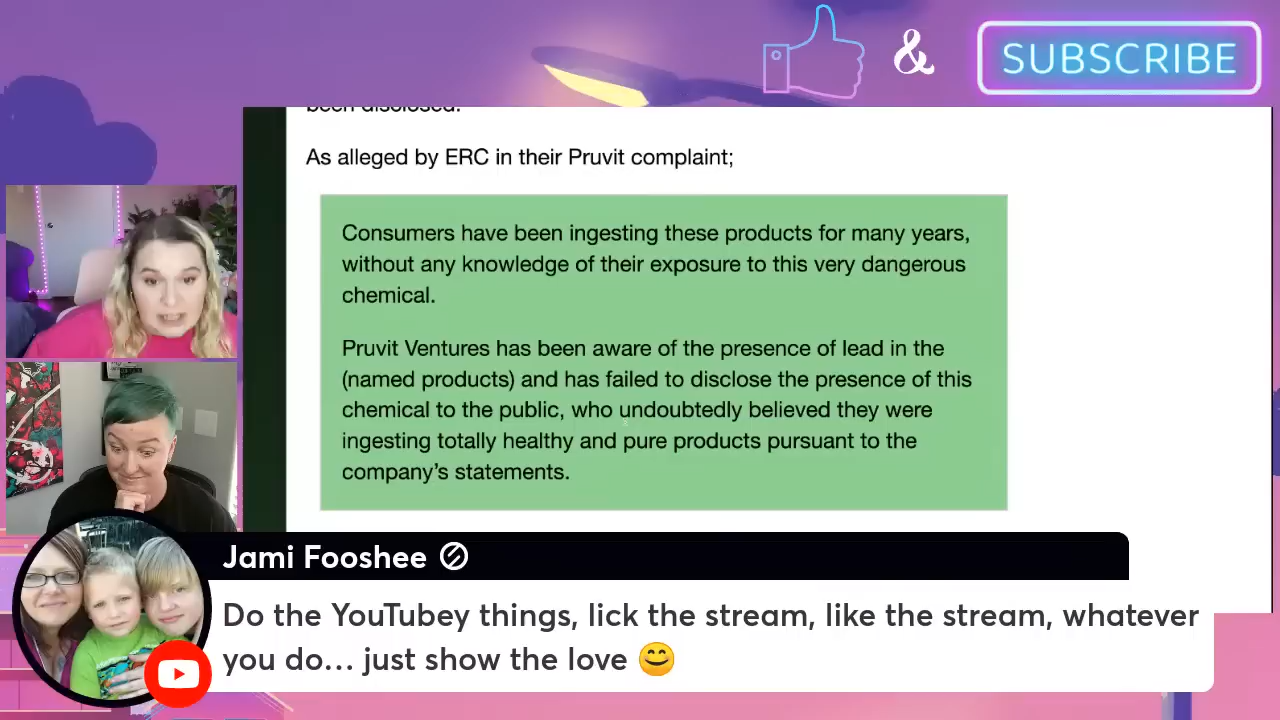 &
SUBSCRIBE
been disclosed.
As alleged by ERC in their Pruvit complaint;
Consumers have been ingesting these products for many years,
without any knowledge of their exposure to this very dangerous
chemical.
Pruvit Ventures has been aware of the presence of lead in the
(named products) and has failed to disclose the presence of this
chemical to the public, who undoubtedly believed they were
ingesting totally healthy and pure products pursuant to the
company's statements.
Jami Fooshee
Do the YouTubey things, lick the stream, like the stream, whatever
you do... just show the love 😊